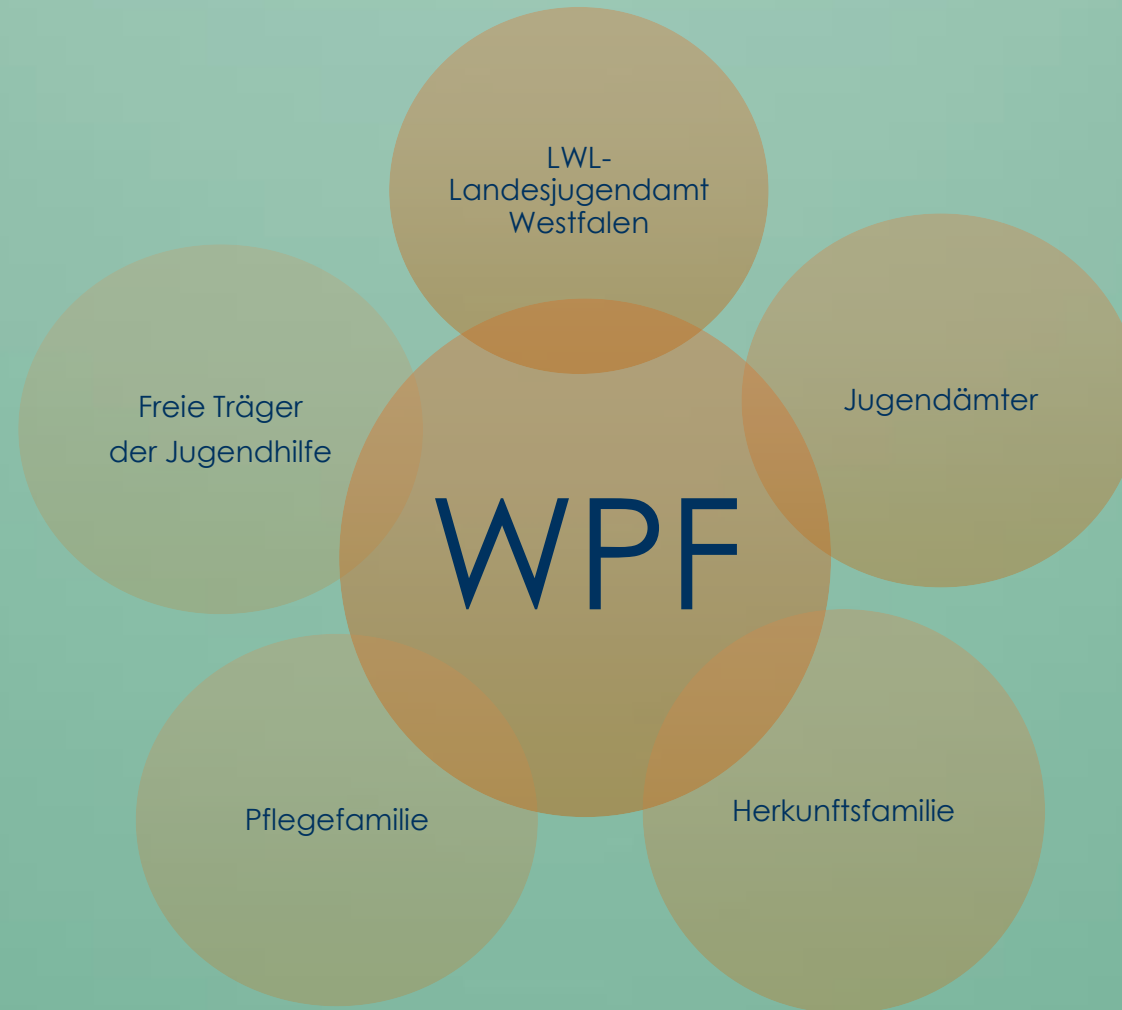 LWL-
Landesjugendamt
Westfalen
Freie Träger
der Jugendhilfe
Jugendämter
WPF
Pflegefamilie
Herkunftsfamilie